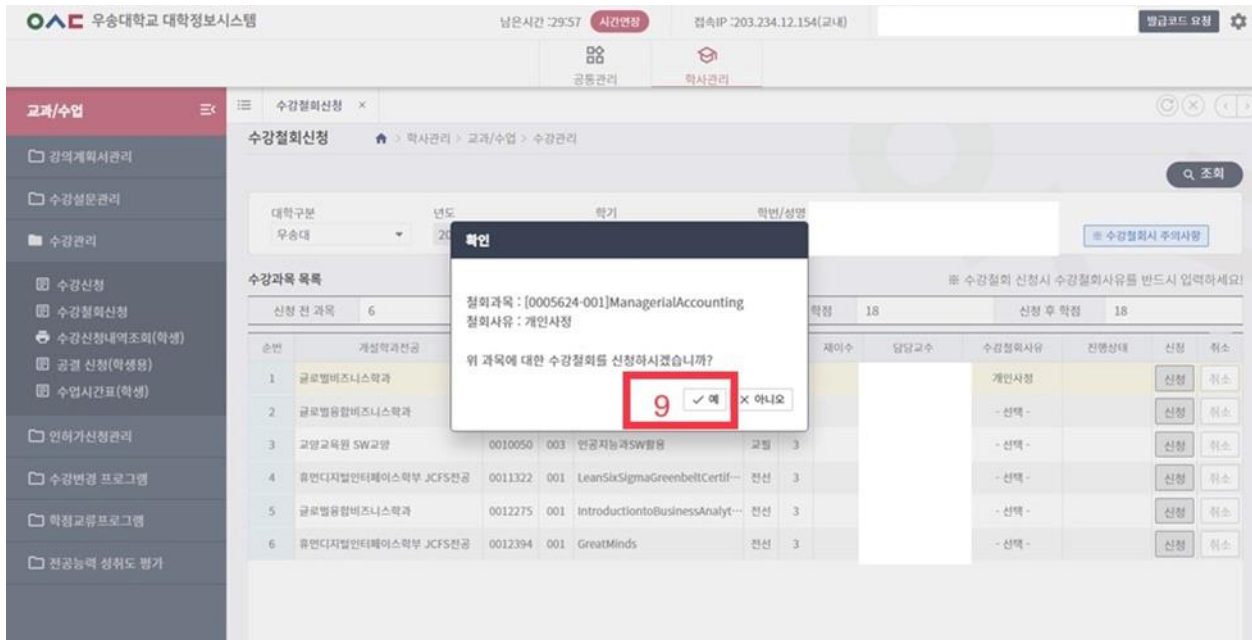 우송대학교 대학정보시스템
남은시간 :29:57 시간연장 접속IP :203.234.12.154(교내) 발급코드 요청
공통관리 학사관리
교과/수업
수강철회신청 ×
수강철회신청 > 학사관리 > 교과/수업 > 수강관리
강의계획서관리
조회
수강설문관리
대학구분 년도 학기 학번/성명
우송대 20
※ 수강철회시 주의사항
수강관리
수강신청
수강철회신청
수강신청내역조회(학생)
공결 신청(학생용)
수업시간표(학생)
인허가신청관리
수강변경 프로그램
학점교류프로그램
전공능력 성취도 평가
수강과목 목록 ※ 수강철회 신청시 수강철회사유를 반드시 입력하세요!
신청 전 과목 6 학점 18 신청 후 학점 18
순번 개설학과전공 재이수 담당교수 수강철회사유 진행상태 신청 취소
1 글로벌비즈니스학과 개인사정 신청 취소
2 글로벌융합비즈니스학과 - 선택 - 신청 취소
3 교양교육원 SW교양 0010050 003 인공지능과SW활용 교필 3 - 선택 - 신청 취소
4 휴먼디지털인터페이스학부 JCFS전공 0011322 001 LeanSixSigmaGreenbeltCertif··· 전선 3 - 선택 - 신청 취소
5 글로벌융합비즈니스학과 0012275 001 IntroductiontoBusinessAnalyt··· 전선 3 - 선택 - 신청 취소
6 휴먼디지털인터페이스학부 JCFS전공 0012394 001 GreatMinds 전선 3 - 선택 - 신청 취소
확인
철회과목 : [0005624-001]ManagerialAccounting
철회사유 : 개인사정
위 과목에 대한 수강철회를 신청하시겠습니까?
9 예 × 아니오